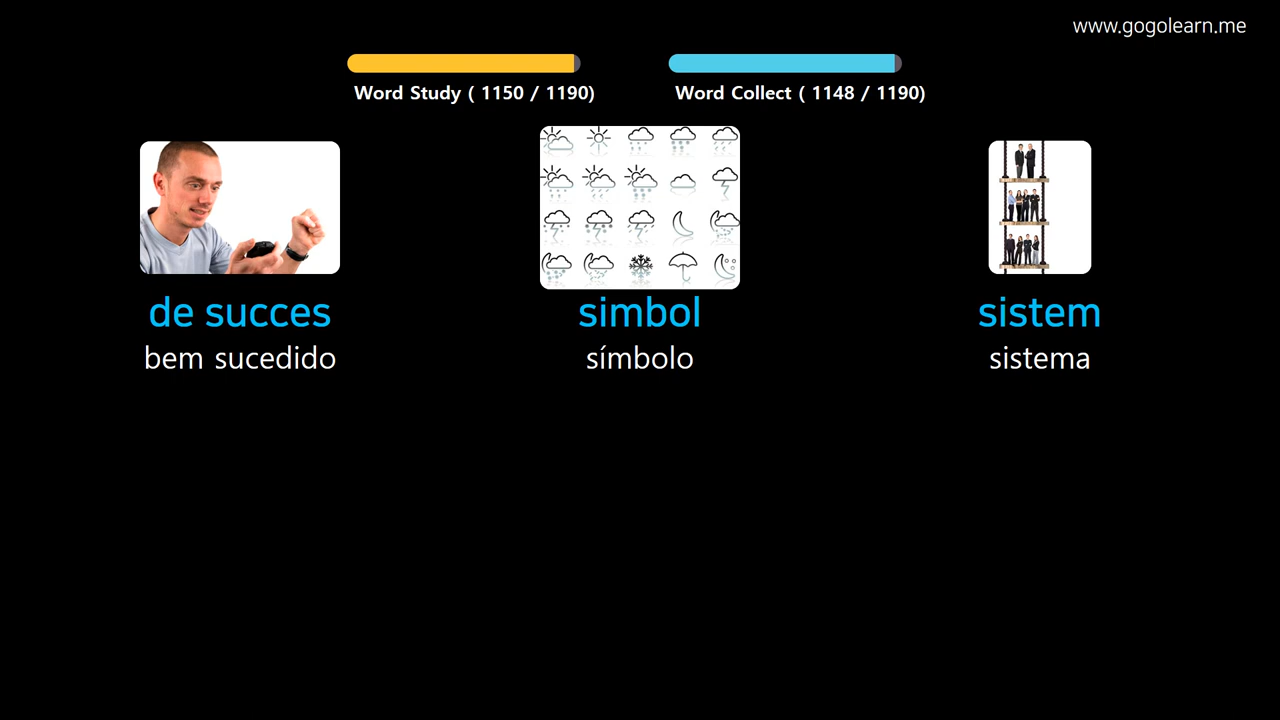 www.gogolearn.me
Word Study ( 1150 / 1190)
Word Collect ( 1148 / 1190)
de succes
simbol
sistem
bem sucedido
símbolo
sistema